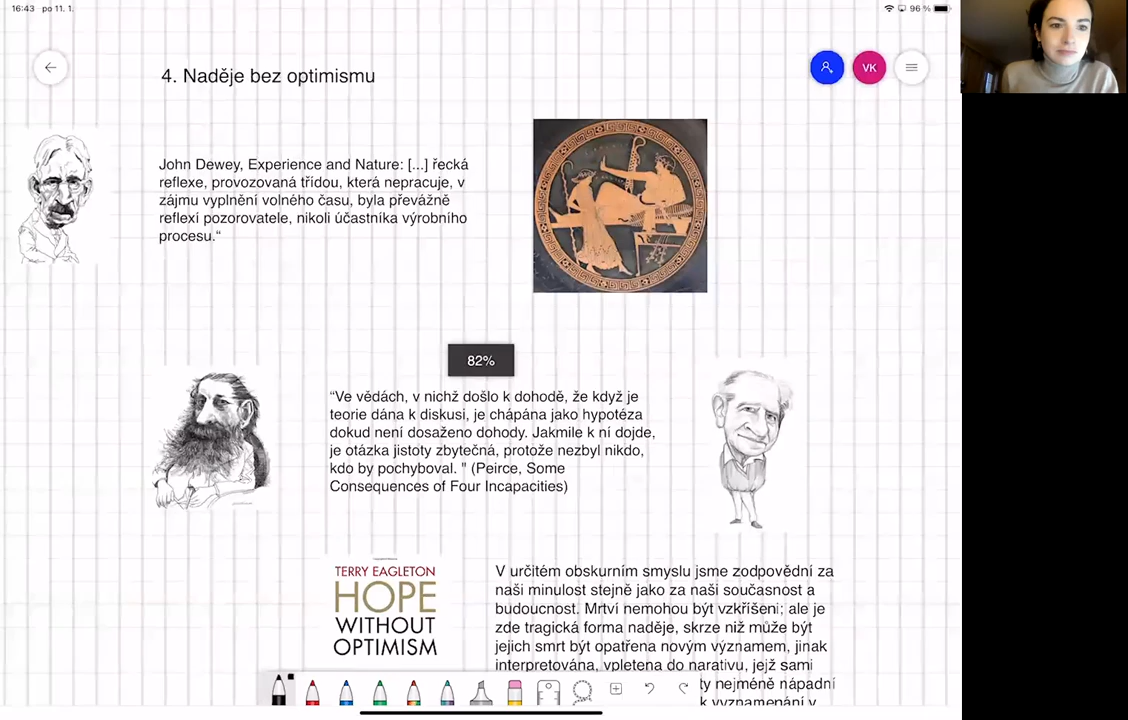 16:43 po 11. 1.
96 %
4. Naděje bez optimismu
VK
John Dewey, Experience and Nature: [...] řecká
reflexe, provozovaná třídou, která nepracuje, v
zájmu vyplnění volného času, byla převážně
reflexí pozorovatele, nikoli účastníka výrobního
procesu.“
82%
“Ve vědách, v nichž došlo k dohodě, že když je
teorie dána k diskusi, je chápána jako hypotéza
dokud není dosaženo dohody. Jakmile k ní dojde,
je otázka jistoty zbytečná, protože nezbyl nikdo,
kdo by pochyboval. " (Peirce, Some
Consequences of Four Incapacities)
TERRY EAGLETON
HOPE
WITHOUT
OPTIMISM
V určitém obskurním smyslu jsme zodpovědní za
naši minulost stejně jako za naši současnost a
budoucnost. Mrtví nemohou být vzkříšeni; ale je
zde tragická forma naděje, skrze niž může být
jejich smrt být opatřena novým významem, jinak
interpretována, vpletena do narativu, jejž sami
ty nejméně nápadní
k vyznamenání v